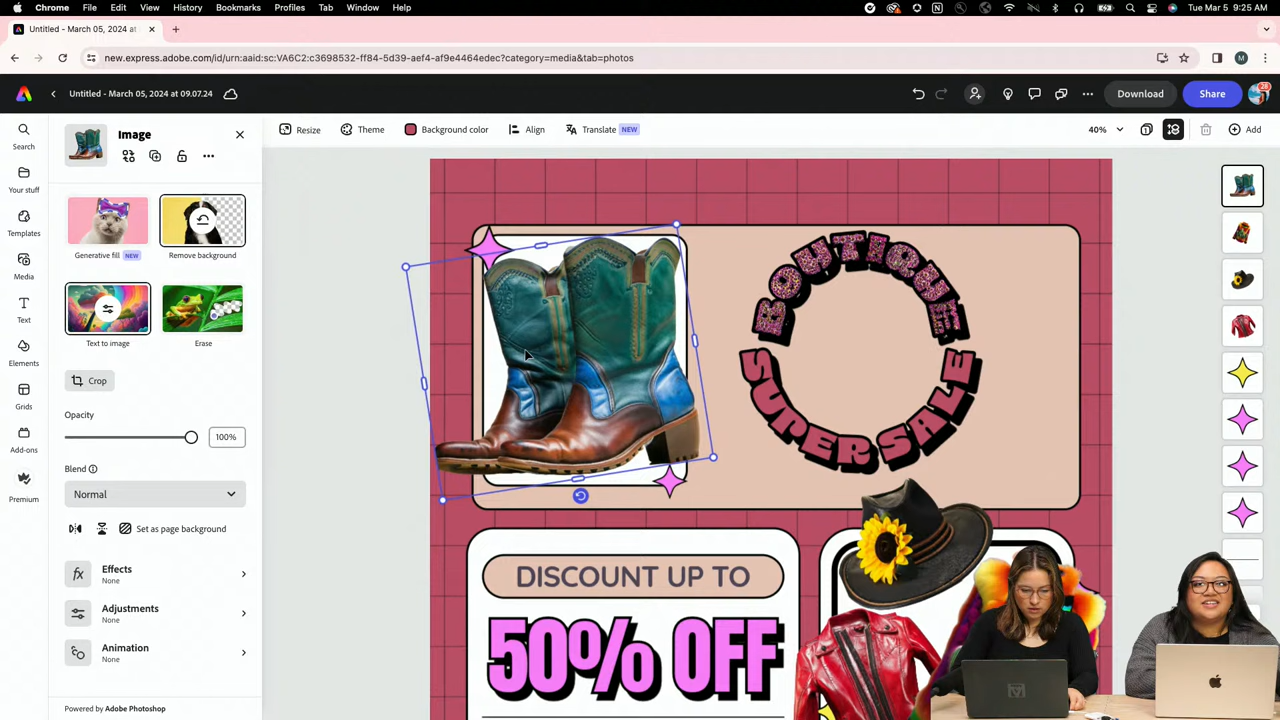 Chrome File Edit View History Bookmarks Profiles Tab Window Help
Tue Mar 5 9:25 AM
Untitled - March 05, 2024 at
new.express.adobe.com/id/urn:aaid:sc:VA6C2:c3698532-ff84-5d39-aef4-af9e4464edec?category=media&tab=photos
M
Untitled - March 05, 2024 at 09.07.24
Download
Share
28
Resize
Theme
Background color
Align
Translate NEW
40%
1
Add
Search
Your stuff
Templates
Media
Text
Elements
Grids
Add-ons
Premium
Image
Generative fill NEW
Remove background
Text to image
Erase
Crop
Opacity
100%
Blend
Normal
Set as page background
fx
Effects
None
Adjustments
None
Animation
None
Powered by Adobe Photoshop
BOUTIQUE
SUPER SALE
DISCOUNT UP TO
50% OFF